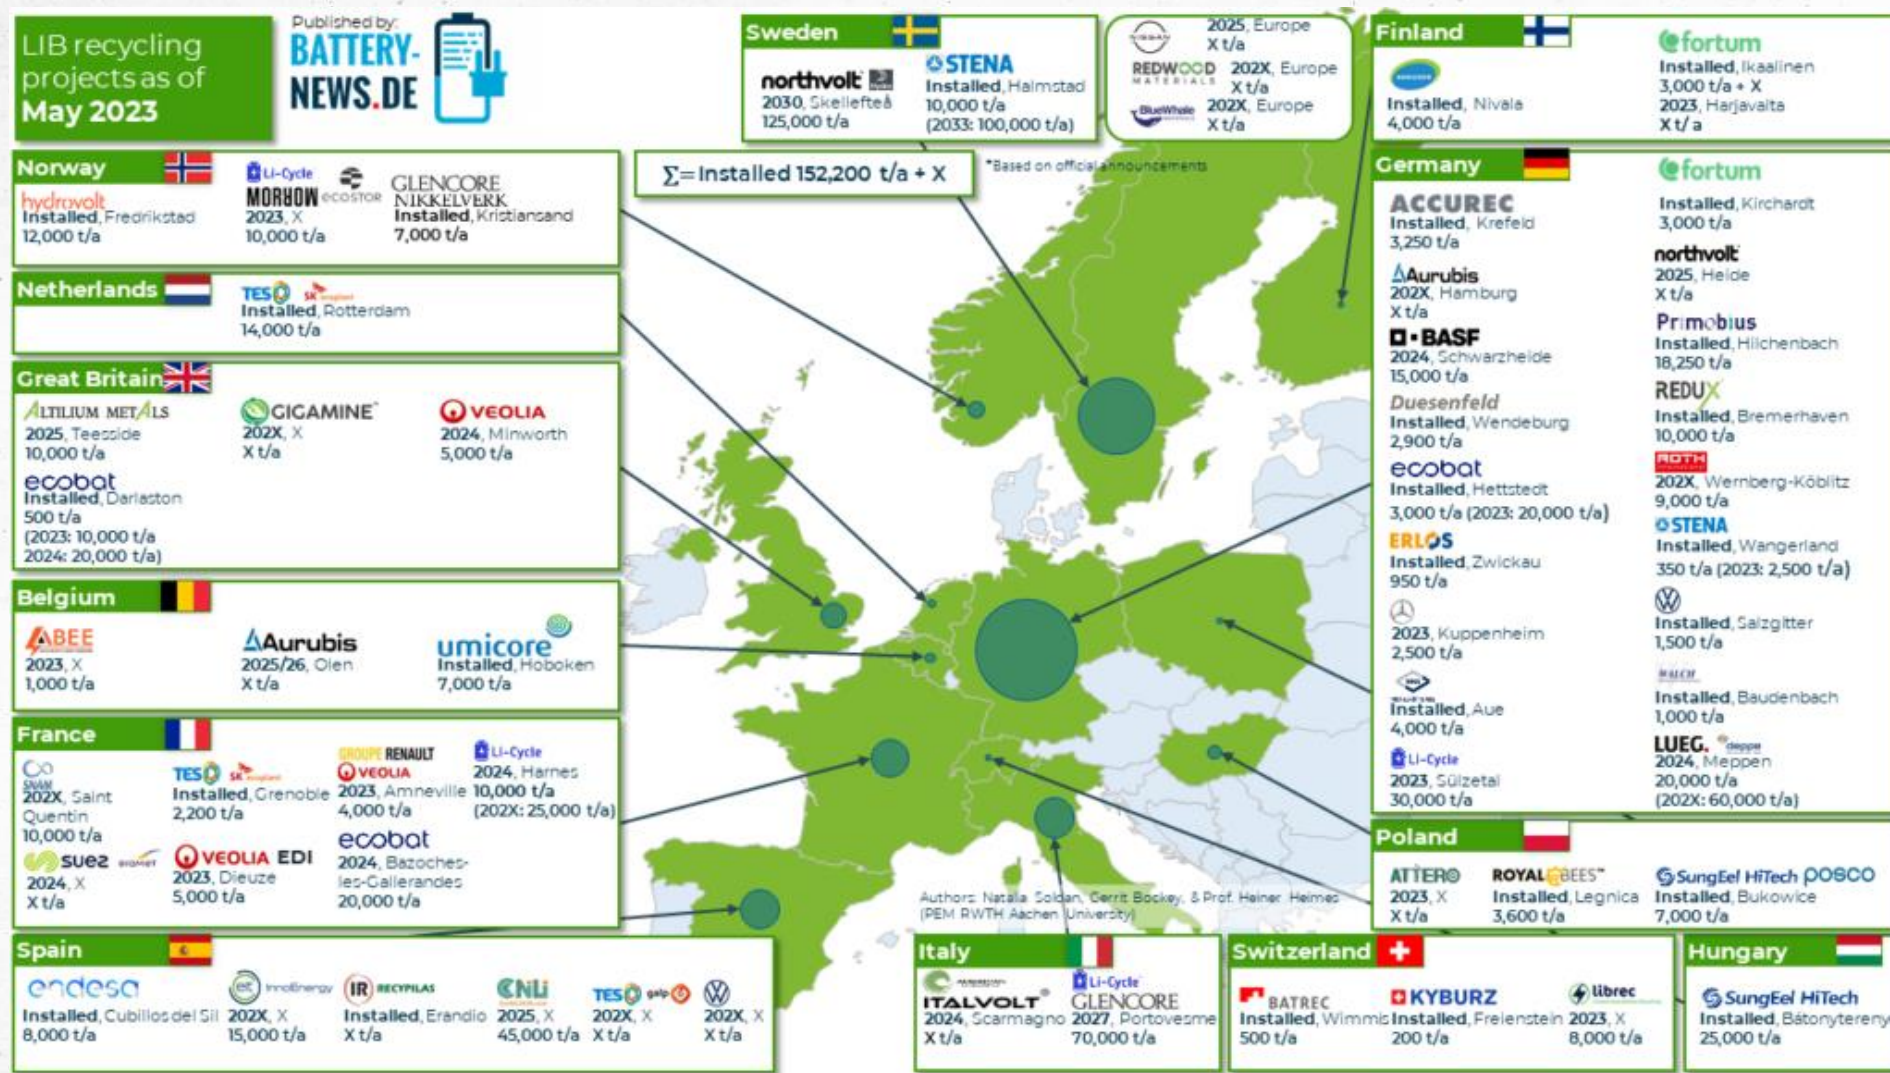 LIB recycling
projects as of
May 2023
Published by:
BATTERY-
NEWS.DE
Sweden
northvolt
2030, Skellefteå
125,000 t/a
STENA
Installed, Halmstad
10,000 t/a
(2033: 100,000 t/a)
NISSAN
2025, Europe
X t/a
REDWOOD
MATERIALS
202X, Europe
X t/a
BlueWhale
202X, Europe
X t/a
Finland
Installed, Nivala
4,000 t/a
fortum
Installed, Ikaalinen
3,000 t/a + X
2023, Harjavalta
X t/ a
Norway
hydrovolt
Installed, Fredrikstad
12,000 t/a
Li-Cycle
MORROW ECOSTOR
2023, X
10,000 t/a
GLENCORE
NIKKELVERK
Installed, Kristiansand
7,000 t/a
∑=Installed 152,200 t/a + X
*Based on official announcements
Netherlands
TES SK
Installed, Rotterdam
14,000 t/a
Great Britain
ALTILIUM METALS
2025, Teesside
10,000 t/a
GIGAMINE
202X, X
X t/a
VEOLIA
2024, Minworth
5,000 t/a
ecobat
Installed, Darlaston
500 t/a
(2023: 10,000 t/a
2024: 20,000 t/a)
Belgium
ABEE
2023, X
1,000 t/a
Aurubis
2025/26, Olen
X t/a
umicore
Installed, Hoboken
7,000 t/a
France
SNAM
202X, Saint
Quentin
10,000 t/a
TES SK
Installed, Grenoble
2,200 t/a
GROUPE RENAULT
VEOLIA
2023, Amneville
4,000 t/a
Li-Cycle
2024, Harnes
10,000 t/a
(202X: 25,000 t/a)
suez eramet
2024, X
X t/a
VEOLIA EDI
2023, Dieuze
5,000 t/a
ecobat
2024, Bazoches-
les-Gallerandes
20,000 t/a
Spain
endesa
Installed, Cubillos del Sil
8,000 t/a
InnoEnergy
202X, X
15,000 t/a
IR RECYPILAS
Installed, Erandio
X t/a
CNLi
2025, X
45,000 t/a
TES galp
202X, X
X t/a
202X, X
X t/a
Germany
ACCUREC
Installed, Krefeld
3,250 t/a
Aurubis
202X, Hamburg
X t/a
BASF
2024, Schwarzheide
15,000 t/a
Duesenfeld
Installed, Wendeburg
2,900 t/a
ecobat
Installed, Hettstedt
3,000 t/a (2023: 20,000 t/a)
ERLOS
Installed, Zwickau
950 t/a
2023, Kuppenheim
2,500 t/a
Installed, Aue
4,000 t/a
Li-Cycle
2023, Sülzetal
30,000 t/a
fortum
Installed, Kirchardt
3,000 t/a
northvolt
2025, Heide
X t/a
Primobius
Installed, Hilchenbach
18,250 t/a
REDUX
Installed, Bremerhaven
10,000 t/a
ROTH
202X, Wernberg-Köblitz
9,000 t/a
STENA
Installed, Wangerland
350 t/a (2023: 2,500 t/a)
Installed, Salzgitter
1,500 t/a
WALCH
Installed, Baudenbach
1,000 t/a
LUEG. deppe
2024, Meppen
20,000 t/a
(202X: 60,000 t/a)
Poland
ATTERO
2023, X
X t/a
ROYAL BEES™
Installed, Legnica
3,600 t/a
SungEel HiTech posco
Installed, Bukowice
7,000 t/a
Authors: Natalia Soldan, Gerrit Bockey, & Prof. Heiner Heimes
(PEM RWTH Aachen University)
Italy
ITALVOLT
2024, Scarmagno
X t/a
Li-Cycle
GLENCORE
2027, Portovesme
70,000 t/a
Switzerland
BATREC
Installed, Wimmis
500 t/a
KYBURZ
Installed, Freienstein
200 t/a
librec
2023, X
8,000 t/a
Hungary
SungEel HiTech
Installed, Bátonyterenye
25,000 t/a